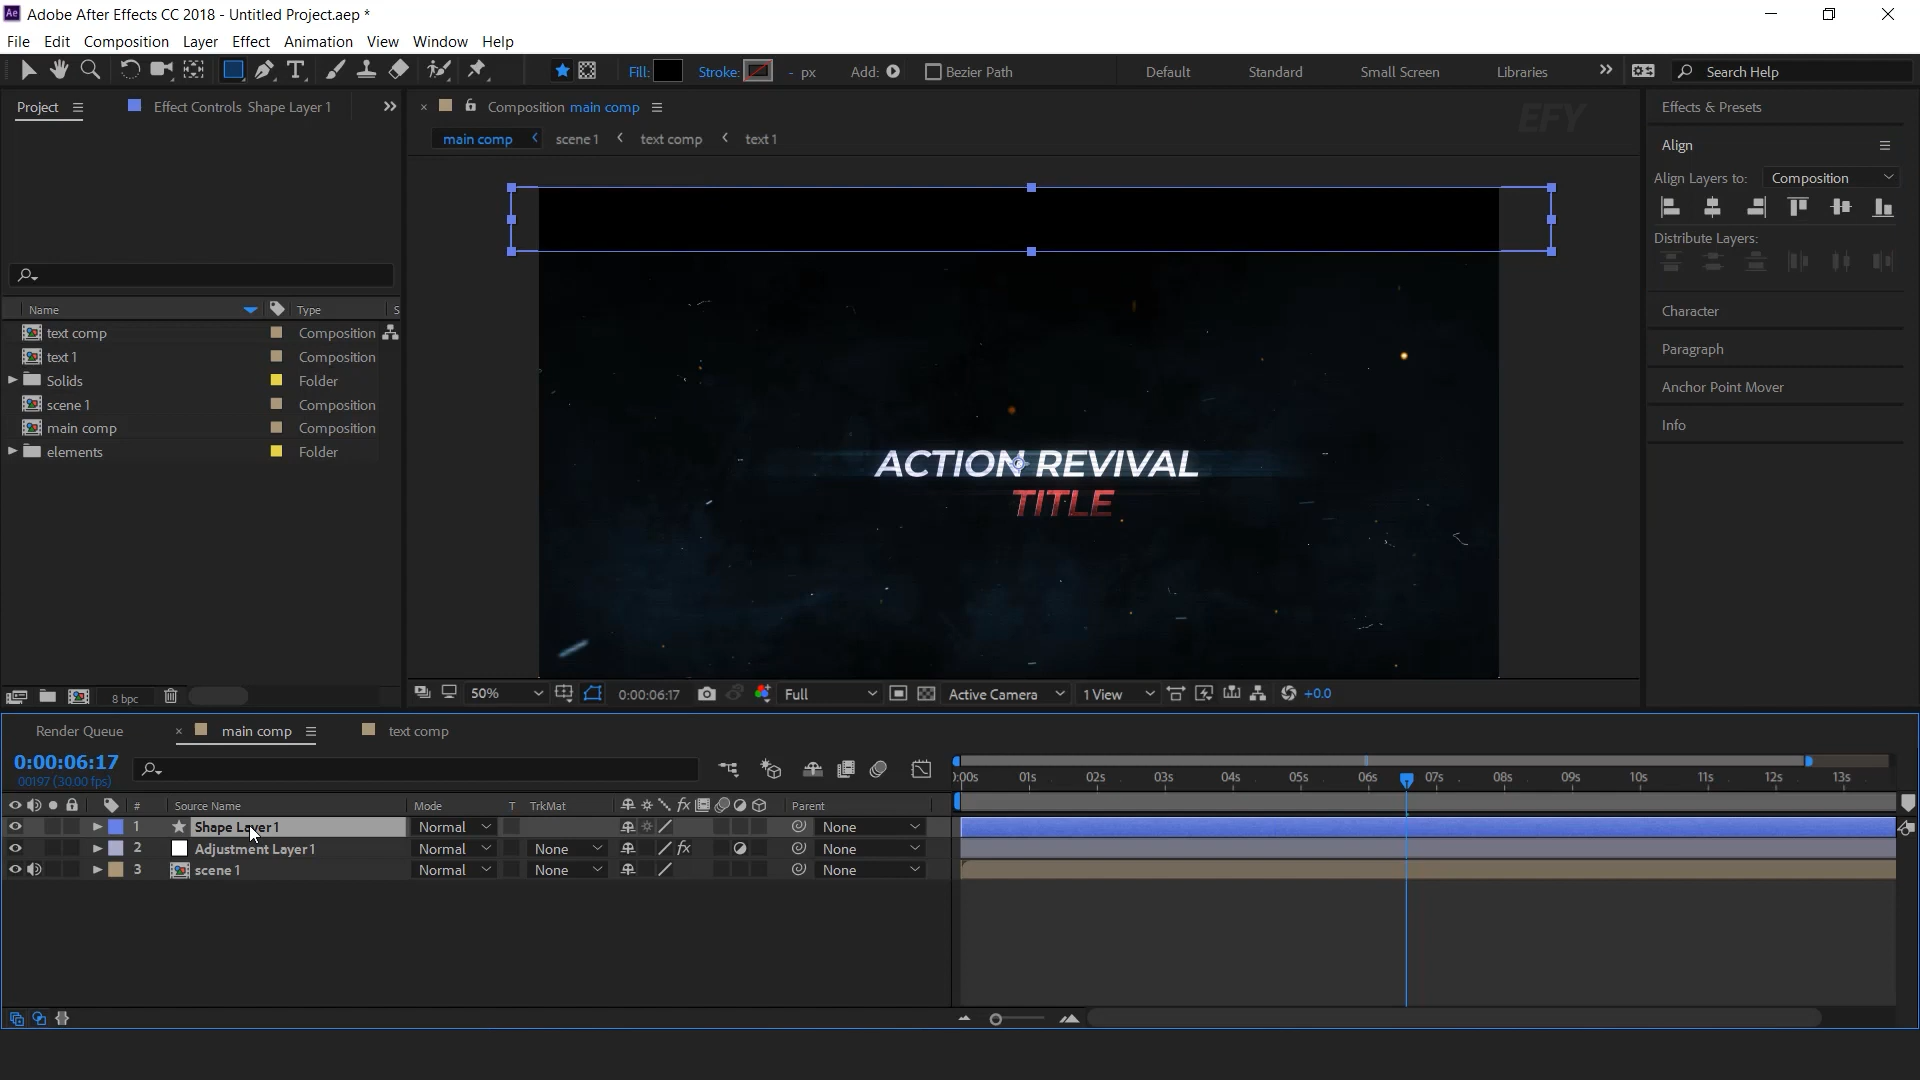 Ae Adobe After Effects CC 2018 - Untitled Project.aep *
File Edit Composition Layer Effect Animation View Window Help
Fill: Stroke: - px Add: Bezier Path Default Standard Small Screen Libraries Search Help
Project Effect Controls Shape Layer 1 Composition main comp EFY Effects & Presets
main comp scene 1 text comp text 1 Align
Align Layers to: Composition
Distribute Layers:
Name Type S
text comp Composition
text 1 Composition
Solids Folder
scene 1 Composition
main comp Composition
elements Folder
Character
Paragraph
Anchor Point Mover
Info
ACTION REVIVAL
TITLE
8 bpc 50% 0:00:06:17 Full Active Camera 1 View +0.0
Render Queue main comp text comp
0:00:06:17
00197 (30.00 fps)
):00s 01s 02s 03s 04s 05s 06s 07s 08s 09s 10s 11s 12s 13s
# Source Name Mode T TrkMat fx Parent
1 Shape Layer 1 Normal None
2 Adjustment Layer 1 Normal None fx None
3 scene 1 Normal None None